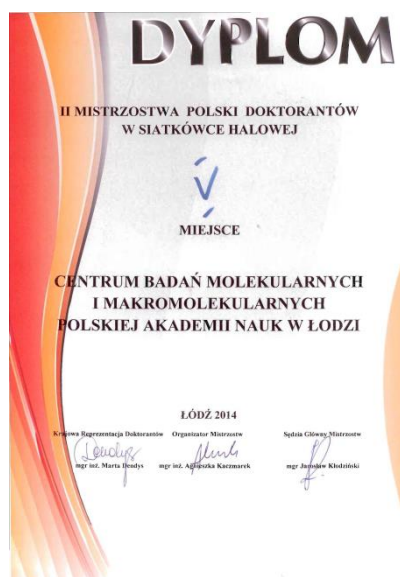 DYPLOM
II MISTRZOSTWA POLSKI DOKTORANTÓW
W SIATKÓWCE HALOWEJ
V
MIEJSCE
CENTRUM BADAŃ MOLEKULARNYCH
I MAKROMOLEKULARNYCH
POLSKIEJ AKADEMII NAUK W ŁODZI
ŁÓDŹ 2014
Krajowa Reprezentacja Doktorantów Organizator Mistrzostw Sędzia Główny Mistrzostw
mgr inż. Marta Dendys mgr inż. Agnieszka Kaczmarek mgr Jarosław Kłodziński